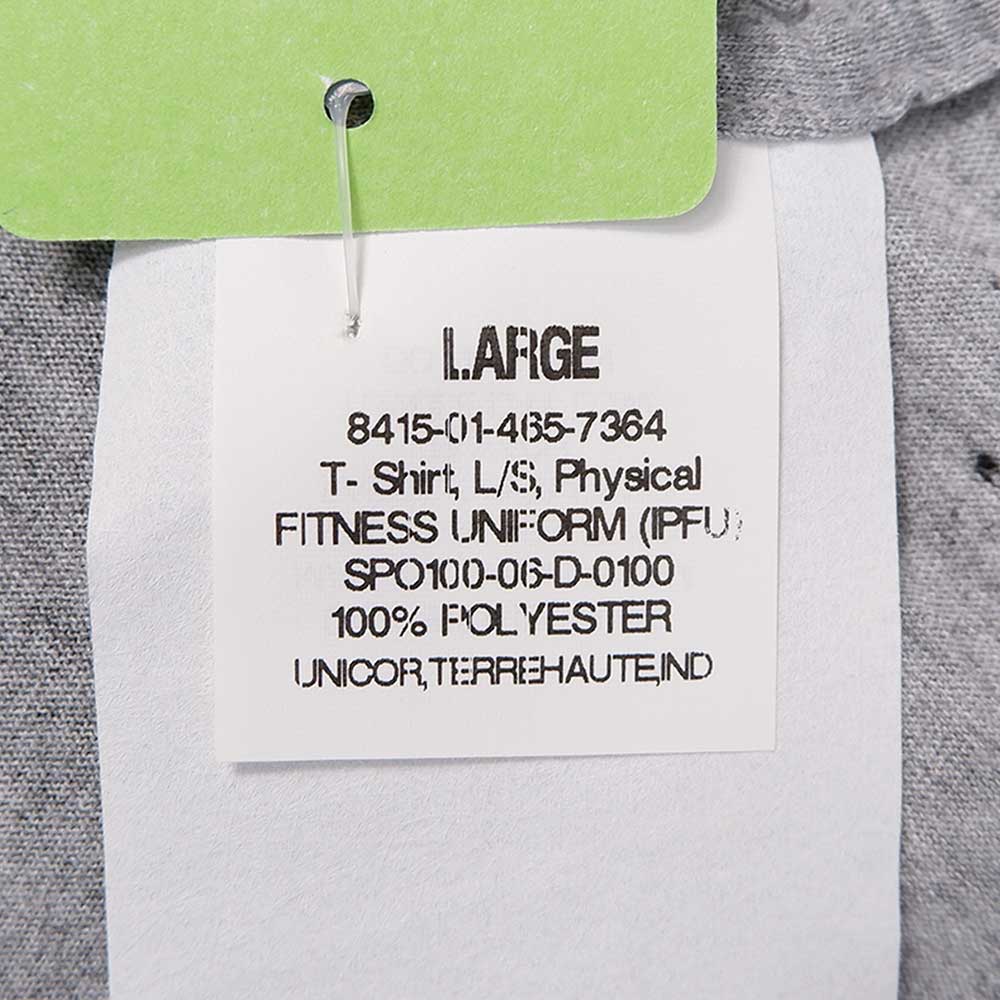 LARGE
8415-01-465-7364
T- Shirt, L/S, Physical
FITNESS UNIFORM (IPFU)
SPO100-06-D-0100
100% POLYESTER
UNICOR,TERREHAUTE,IND